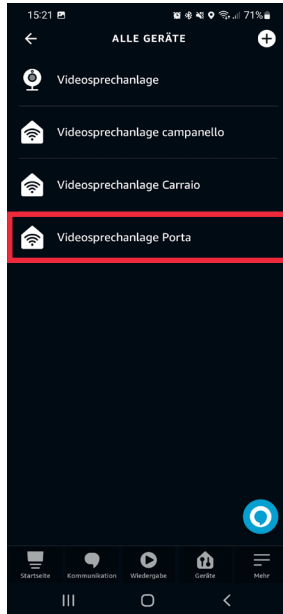 15:21 71%
ALLE GERÄTE
Videosprechanlage
Videosprechanlage campanello
Videosprechanlage Carraio
Videosprechanlage Porta
Startseite Kommunikation Wiedergabe Geräte Mehr